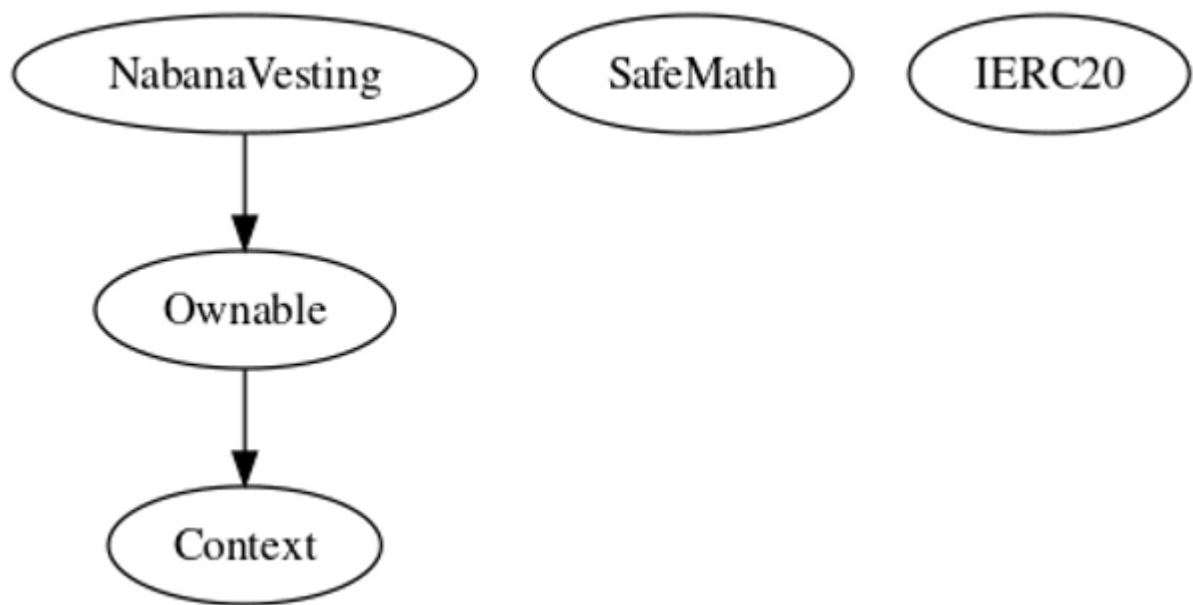 NabanaVesting
SafeMath
IERC20
Ownable
Context